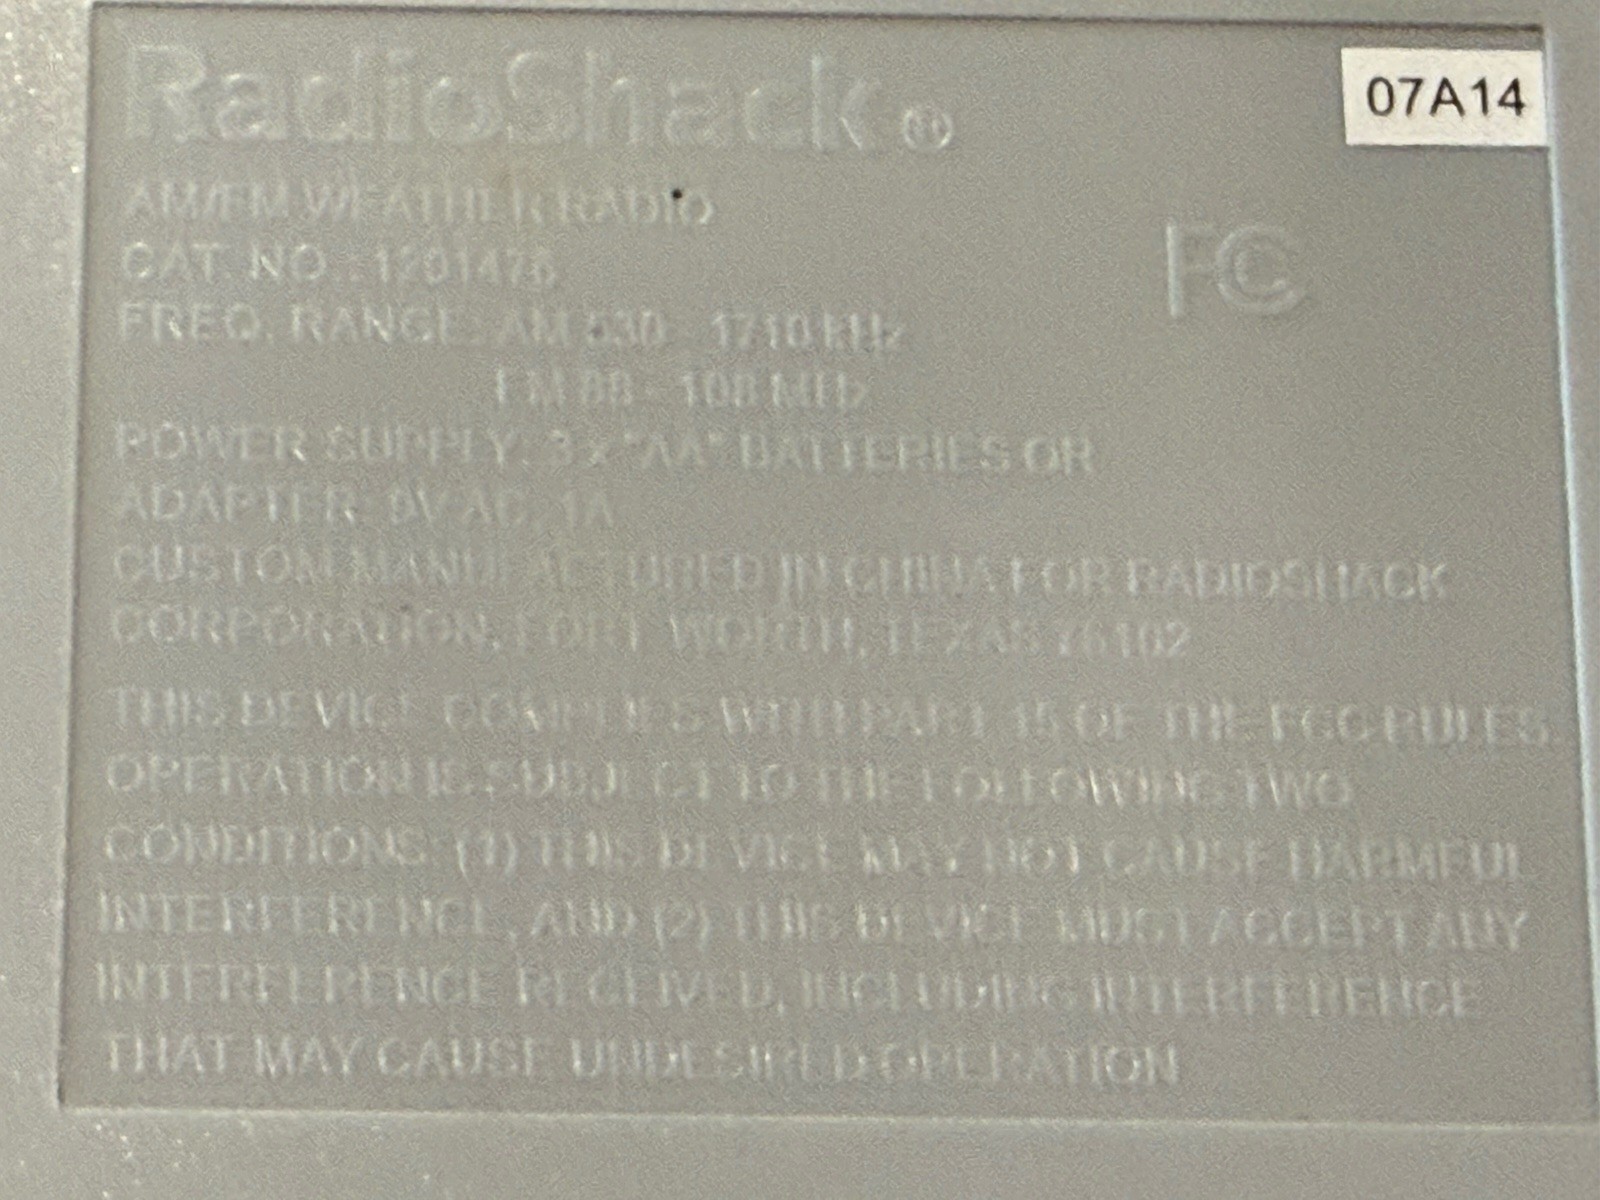 RadioShack ®
07A14
AM/FM WEATHER RADIO
FC
CAT. NO.: 1201476
FREQ. RANGE: AM 530 - 1710 kHz
FM 88 - 108 MHz
POWER SUPPLY: 3 x "AA" BATTERIES OR
ADAPTER: 9V AC, 1A
CUSTOM MANUFACTURED IN CHINA FOR RADIOSHACK
CORPORATION, FORT WORTH, TEXAS 76102
THIS DEVICE COMPLIES WITH PART 15 OF THE FCC RULES.
OPERATION IS SUBJECT TO THE FOLLOWING TWO
CONDITIONS: (1) THIS DEVICE MAY NOT CAUSE HARMFUL
INTERFERENCE, AND (2) THIS DEVICE MUST ACCEPT ANY
INTERFERENCE RECEIVED, INCLUDING INTERFERENCE
THAT MAY CAUSE UNDESIRED OPERATION